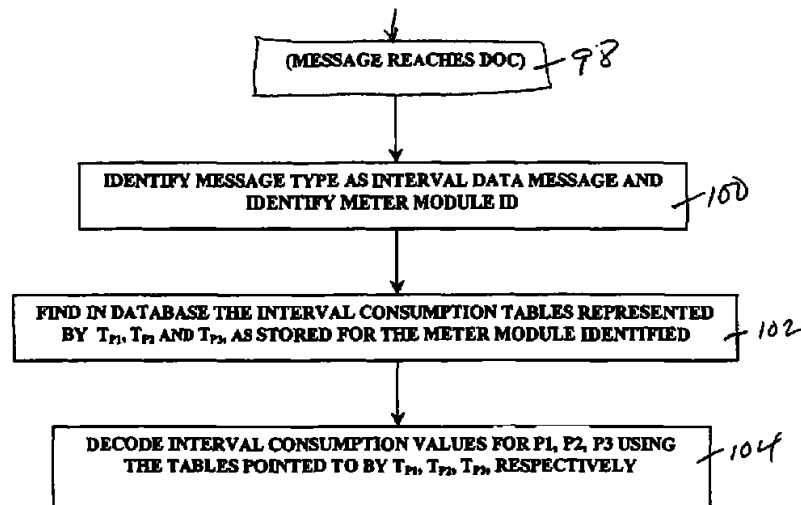 (MESSAGE REACHES DOC)
98
IDENTIFY MESSAGE TYPE AS INTERVAL DATA MESSAGE AND
IDENTIFY METER MODULE ID
100
FIND IN DATABASE THE INTERVAL CONSUMPTION TABLES REPRESENTED
BY TP1, TP2 AND TP3, AS STORED FOR THE METER MODULE IDENTIFIED
102
DECODE INTERVAL CONSUMPTION VALUES FOR P1, P2, P3 USING
THE TABLES POINTED TO BY TP1, TP2, TP3, RESPECTIVELY
104